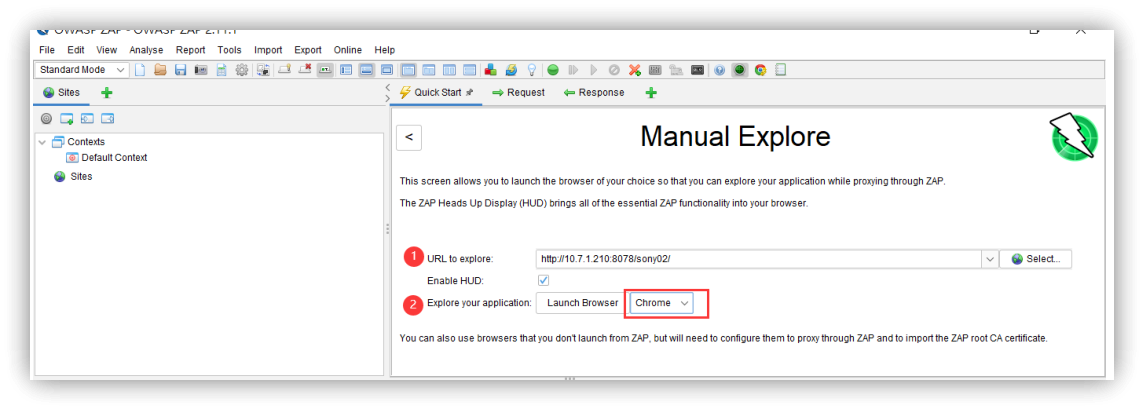 OWASP ZAP - OWASP ZAP 2.11.1
File Edit View Analyse Report Tools Import Export Online Help
Standard Mode
Sites
Quick Start
Request
Response
Contexts
Default Context
Sites
<
Manual Explore
This screen allows you to launch the browser of your choice so that you can explore your application while proxying through ZAP.
The ZAP Heads Up Display (HUD) brings all of the essential ZAP functionality into your browser.
1 URL to explore: http://10.7.1.210:8078/sony02/ Select...
Enable HUD:
2 Explore your application: Launch Browser Chrome
You can also use browsers that you don't launch from ZAP, but will need to configure them to proxy through ZAP and to import the ZAP root CA certificate.